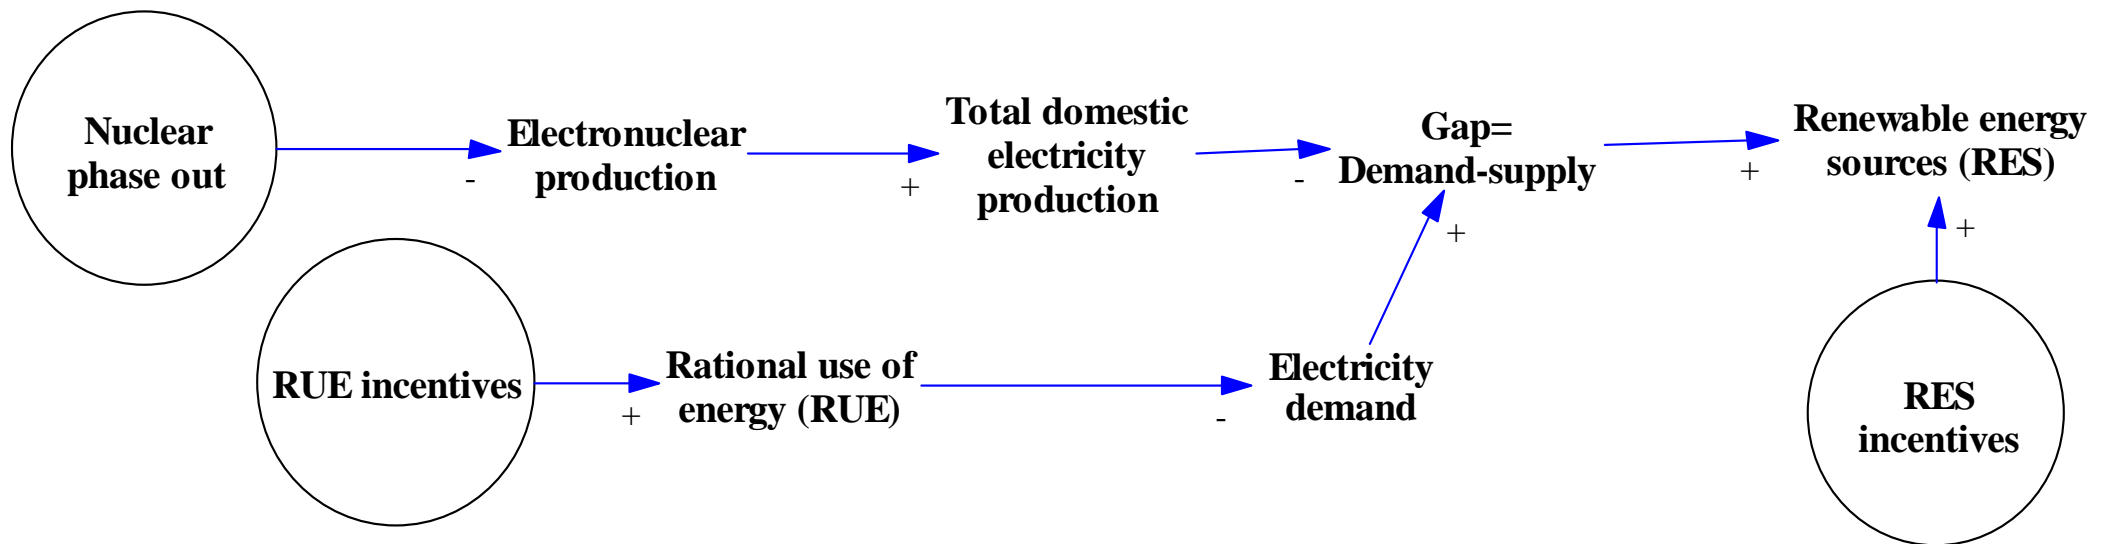 Nuclear
phase out
-
Electronuclear
production
+
Total domestic
electricity
production
-
Gap=
Demand-supply
+
Renewable energy
sources (RES)
+
RUE incentives
+
Rational use of
energy (RUE)
-
Electricity
demand
+
RES
incentives